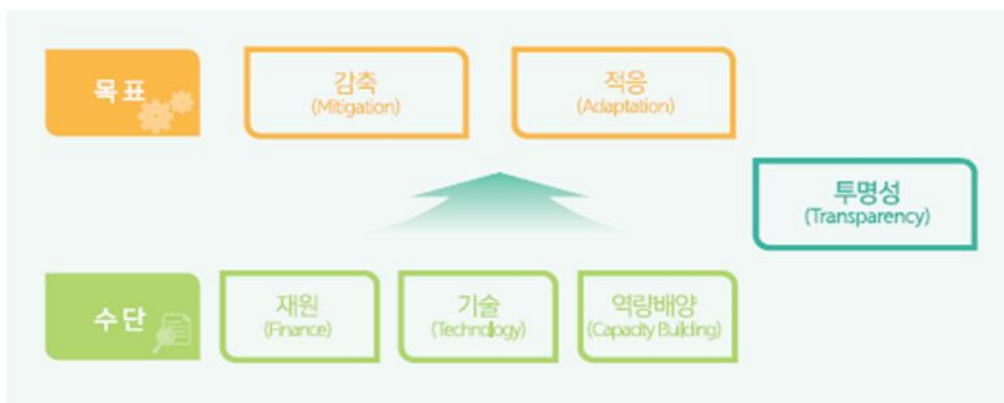 목표
감축
(Mitigation)
적응
(Adaptation)
투명성
(Transparency)
수단
재원
(Finance)
기술
(Technology)
역량배양
(Capacity Building)